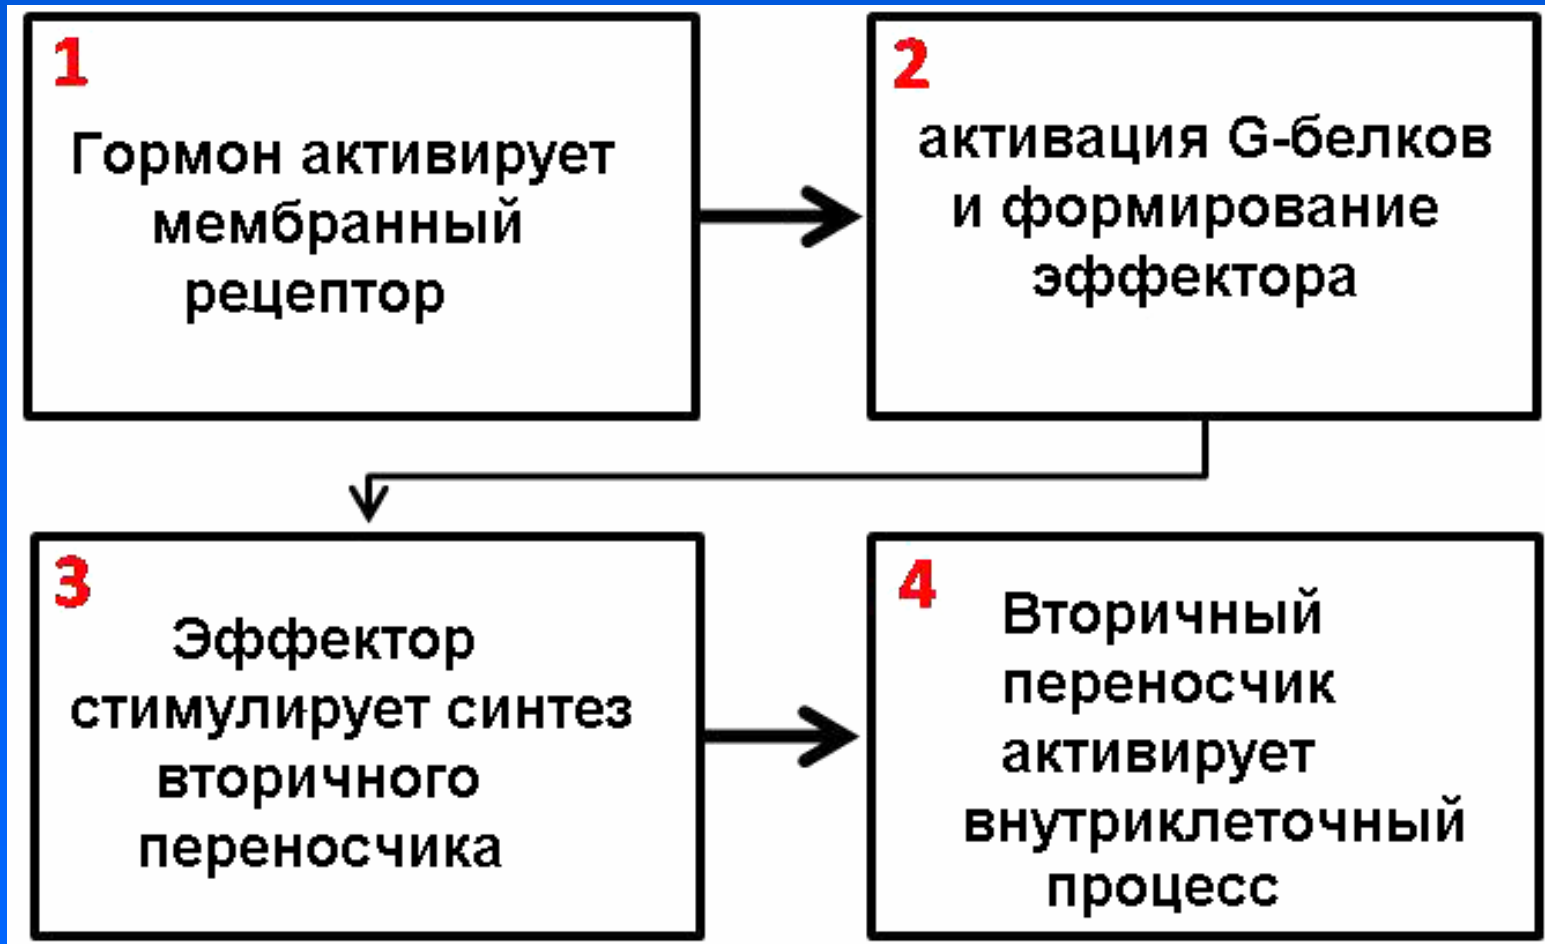 1
Гормон активирует
мембранный
рецептор
2
активация G-белков
и формирование
эффектора
3
Эффектор
стимулирует синтез
вторичного
переносчика
4
Вторичный
переносчик
активирует
внутриклеточный
процесс